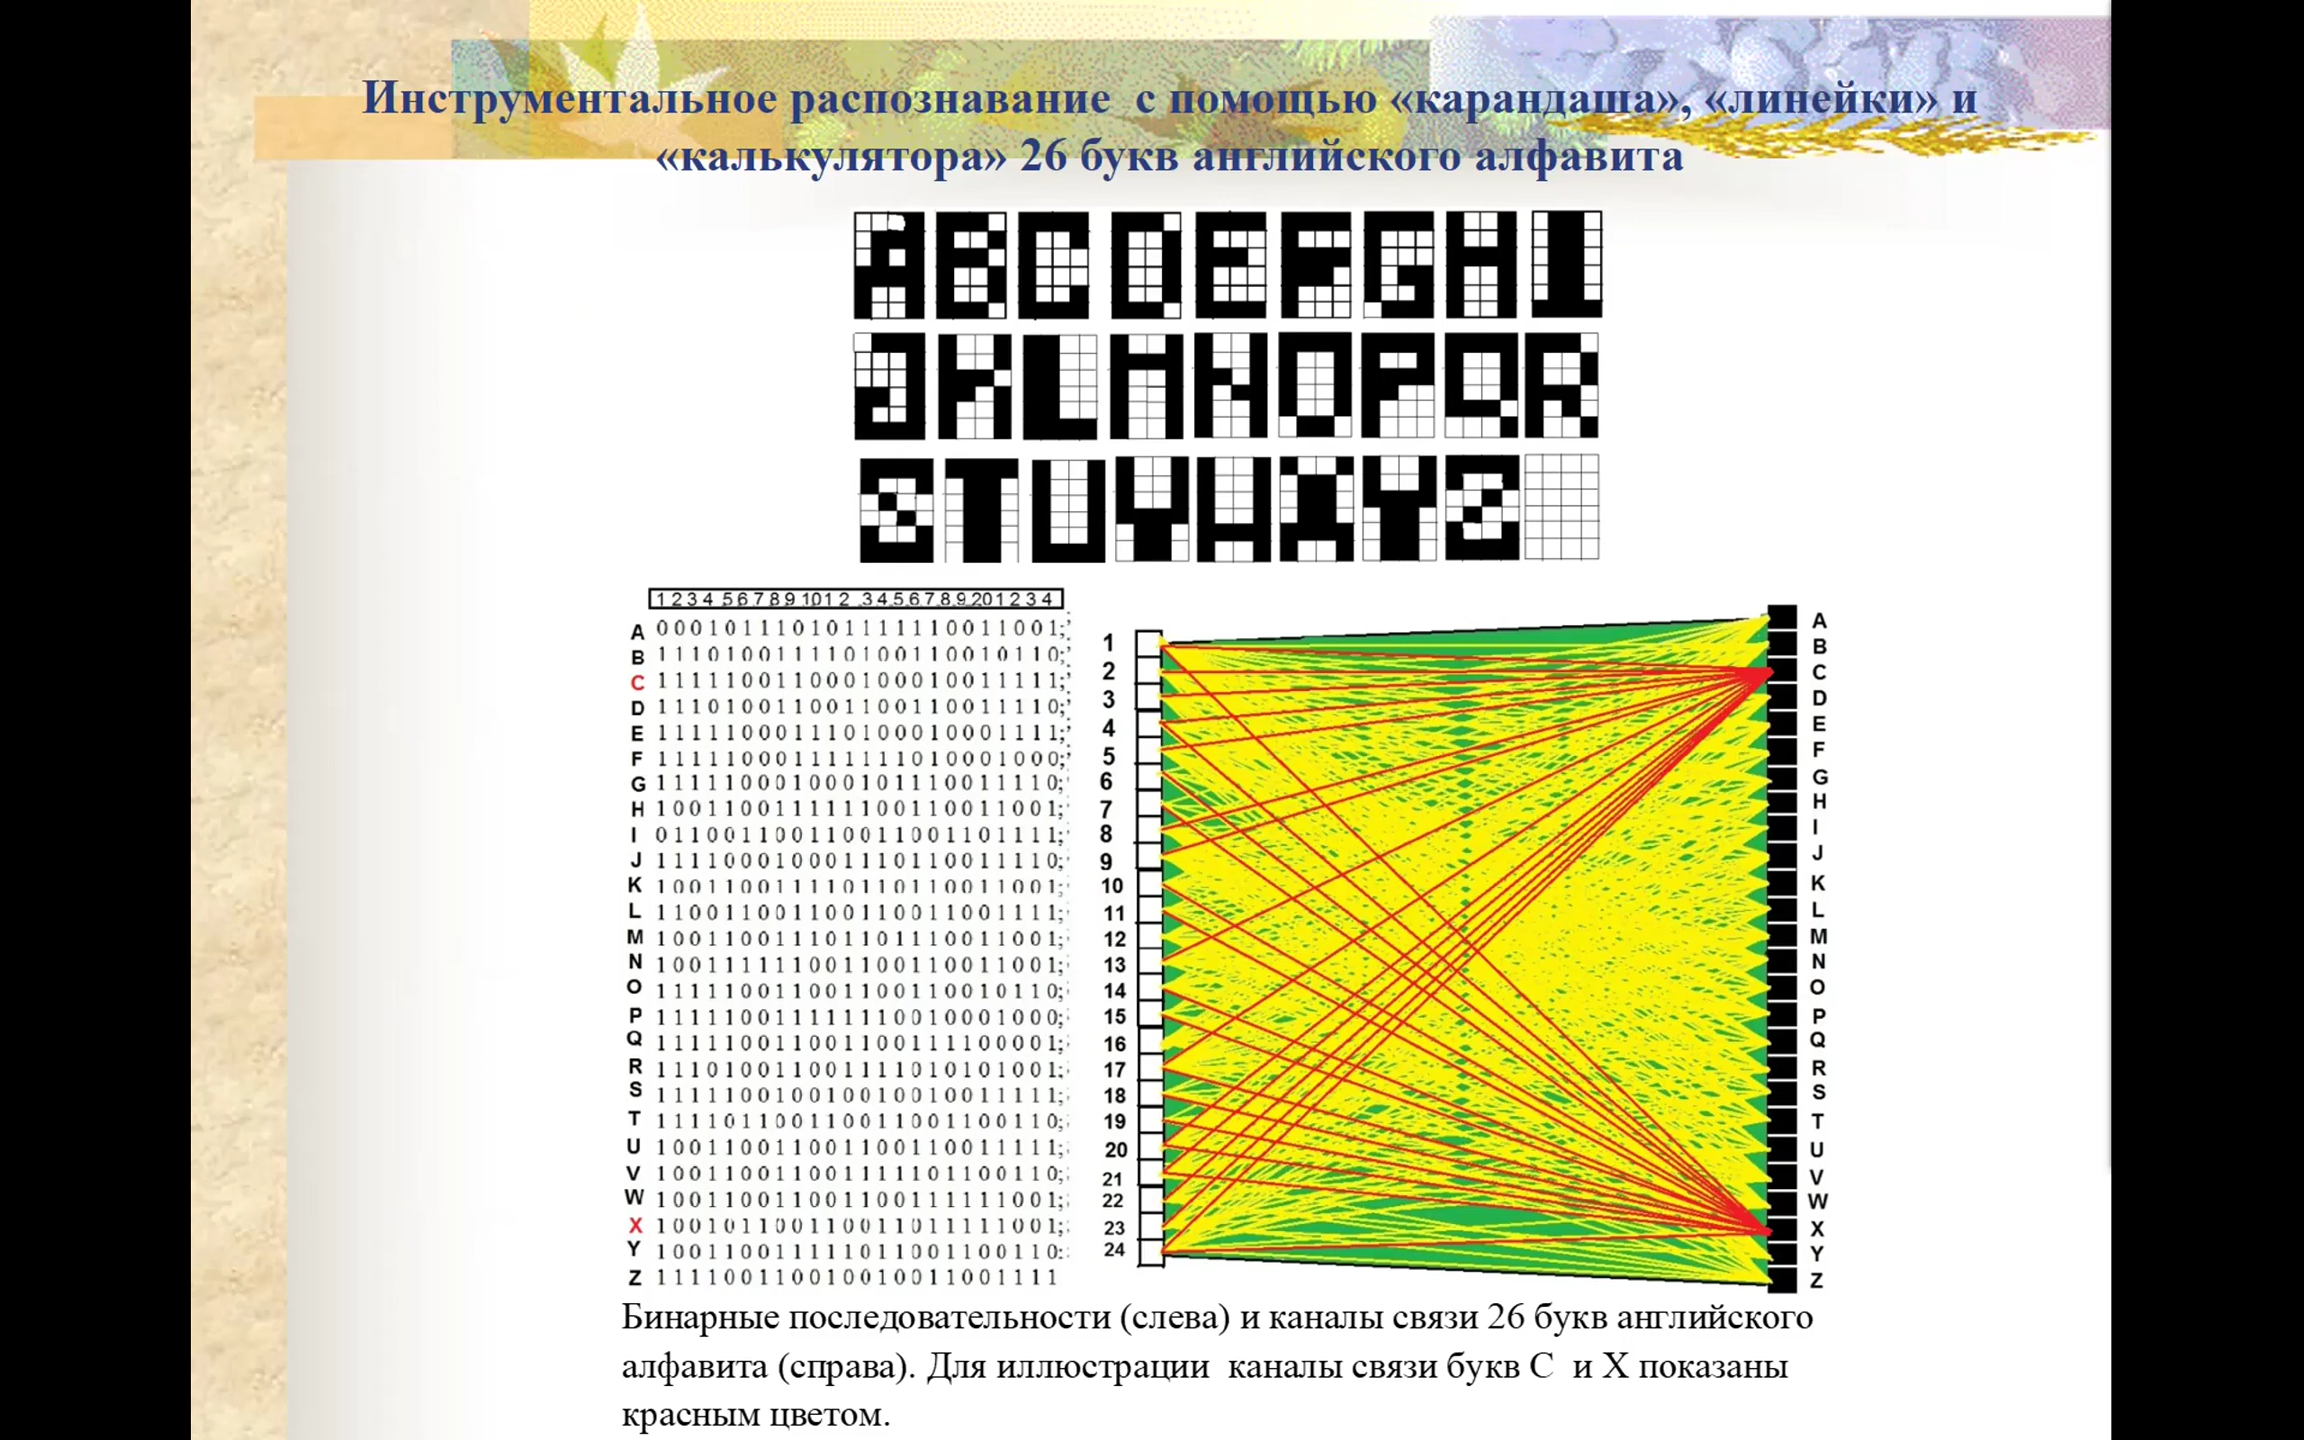 Инструментальное распознавание с помощью «карандаша», «линейки» и
«калькулятора» 26 букв английского алфавита
A B C D E F G H I
J K L M N O P Q R
S T U V W X Y Z
1 2 3 4 5 6 7 8 9 10 1 2 3 4 5 6 7 8 9 20 1 2 3 4
A 0 0 0 1 0 1 1 1 0 1 0 1 1 1 1 1 1 0 0 1 1 0 0 1;
B 1 1 1 0 1 0 0 1 1 1 1 0 1 0 0 1 1 0 0 1 0 1 1 0;
C 1 1 1 1 1 0 0 1 1 0 0 0 1 0 0 0 1 0 0 1 1 1 1 1;
D 1 1 1 0 1 0 0 1 1 0 0 1 1 0 0 1 1 0 0 1 1 1 1 0;
E 1 1 1 1 1 0 0 0 1 1 1 0 1 0 0 0 1 0 0 0 1 1 1 1;
F 1 1 1 1 1 0 0 0 1 1 1 1 1 1 1 0 1 0 0 0 1 0 0 0;
G 1 1 1 1 1 0 0 0 1 0 0 0 1 0 1 1 1 0 0 1 1 1 1 0;
H 1 0 0 1 1 0 0 1 1 1 1 1 1 0 0 1 1 0 0 1 1 0 0 1;
I 0 1 1 0 0 1 1 0 0 1 1 0 0 1 1 0 0 1 1 0 1 1 1 1;
J 1 1 1 1 0 0 0 1 0 0 0 1 1 1 0 1 1 0 0 1 1 1 1 0;
K 1 0 0 1 1 0 0 1 1 1 1 0 1 1 0 1 1 0 0 1 1 0 0 1;
L 1 1 0 0 1 1 0 0 1 1 0 0 1 1 0 0 1 1 0 0 1 1 1 1;
M 1 0 0 1 1 0 0 1 1 1 0 1 1 0 1 1 1 0 0 1 1 0 0 1;
N 1 0 0 1 1 1 1 1 1 0 0 1 1 0 0 1 1 0 0 1 1 0 0 1;
O 1 1 1 1 1 0 0 1 1 0 0 1 1 0 0 1 1 0 0 1 0 1 1 0;
P 1 1 1 1 1 0 0 1 1 1 1 1 1 1 0 0 1 0 0 0 1 0 0 0;
Q 1 1 1 1 1 0 0 1 1 0 0 1 1 0 0 1 1 1 1 0 0 0 0 1;
R 1 1 1 0 1 0 0 1 1 0 0 1 1 1 1 0 1 0 1 0 1 0 0 1;
S 1 1 1 1 1 0 0 1 0 0 1 0 0 1 0 0 1 0 0 1 1 1 1 1;
T 1 1 1 1 0 1 1 0 0 1 1 0 0 1 1 0 0 1 1 0 0 1 1 0;
U 1 0 0 1 1 0 0 1 1 0 0 1 1 0 0 1 1 0 0 1 1 1 1 1;
V 1 0 0 1 1 0 0 1 1 0 0 1 1 1 1 1 0 1 1 0 0 1 1 0;
W 1 0 0 1 1 0 0 1 1 0 0 1 1 0 0 1 1 1 1 1 1 0 0 1;
X 1 0 0 1 0 1 1 0 0 1 1 0 0 1 1 0 1 1 1 1 1 0 0 1;
Y 1 0 0 1 1 0 0 1 1 1 1 1 0 1 1 0 0 1 1 0 0 1 1 0:
Z 1 1 1 1 0 0 1 1 0 0 1 0 0 1 0 0 1 1 0 0 1 1 1 1
1
2
3
4
5
6
7
8
9
10
11
12
13
14
15
16
17
18
19
20
21
22
23
24
A
B
C
D
E
F
G
H
I
J
K
L
M
N
O
P
Q
R
S
T
U
V
W
X
Y
Z
Бинарные последовательности (слева) и каналы связи 26 букв английского
алфавита (справа). Для иллюстрации каналы связи букв С и Х показаны
красным цветом.